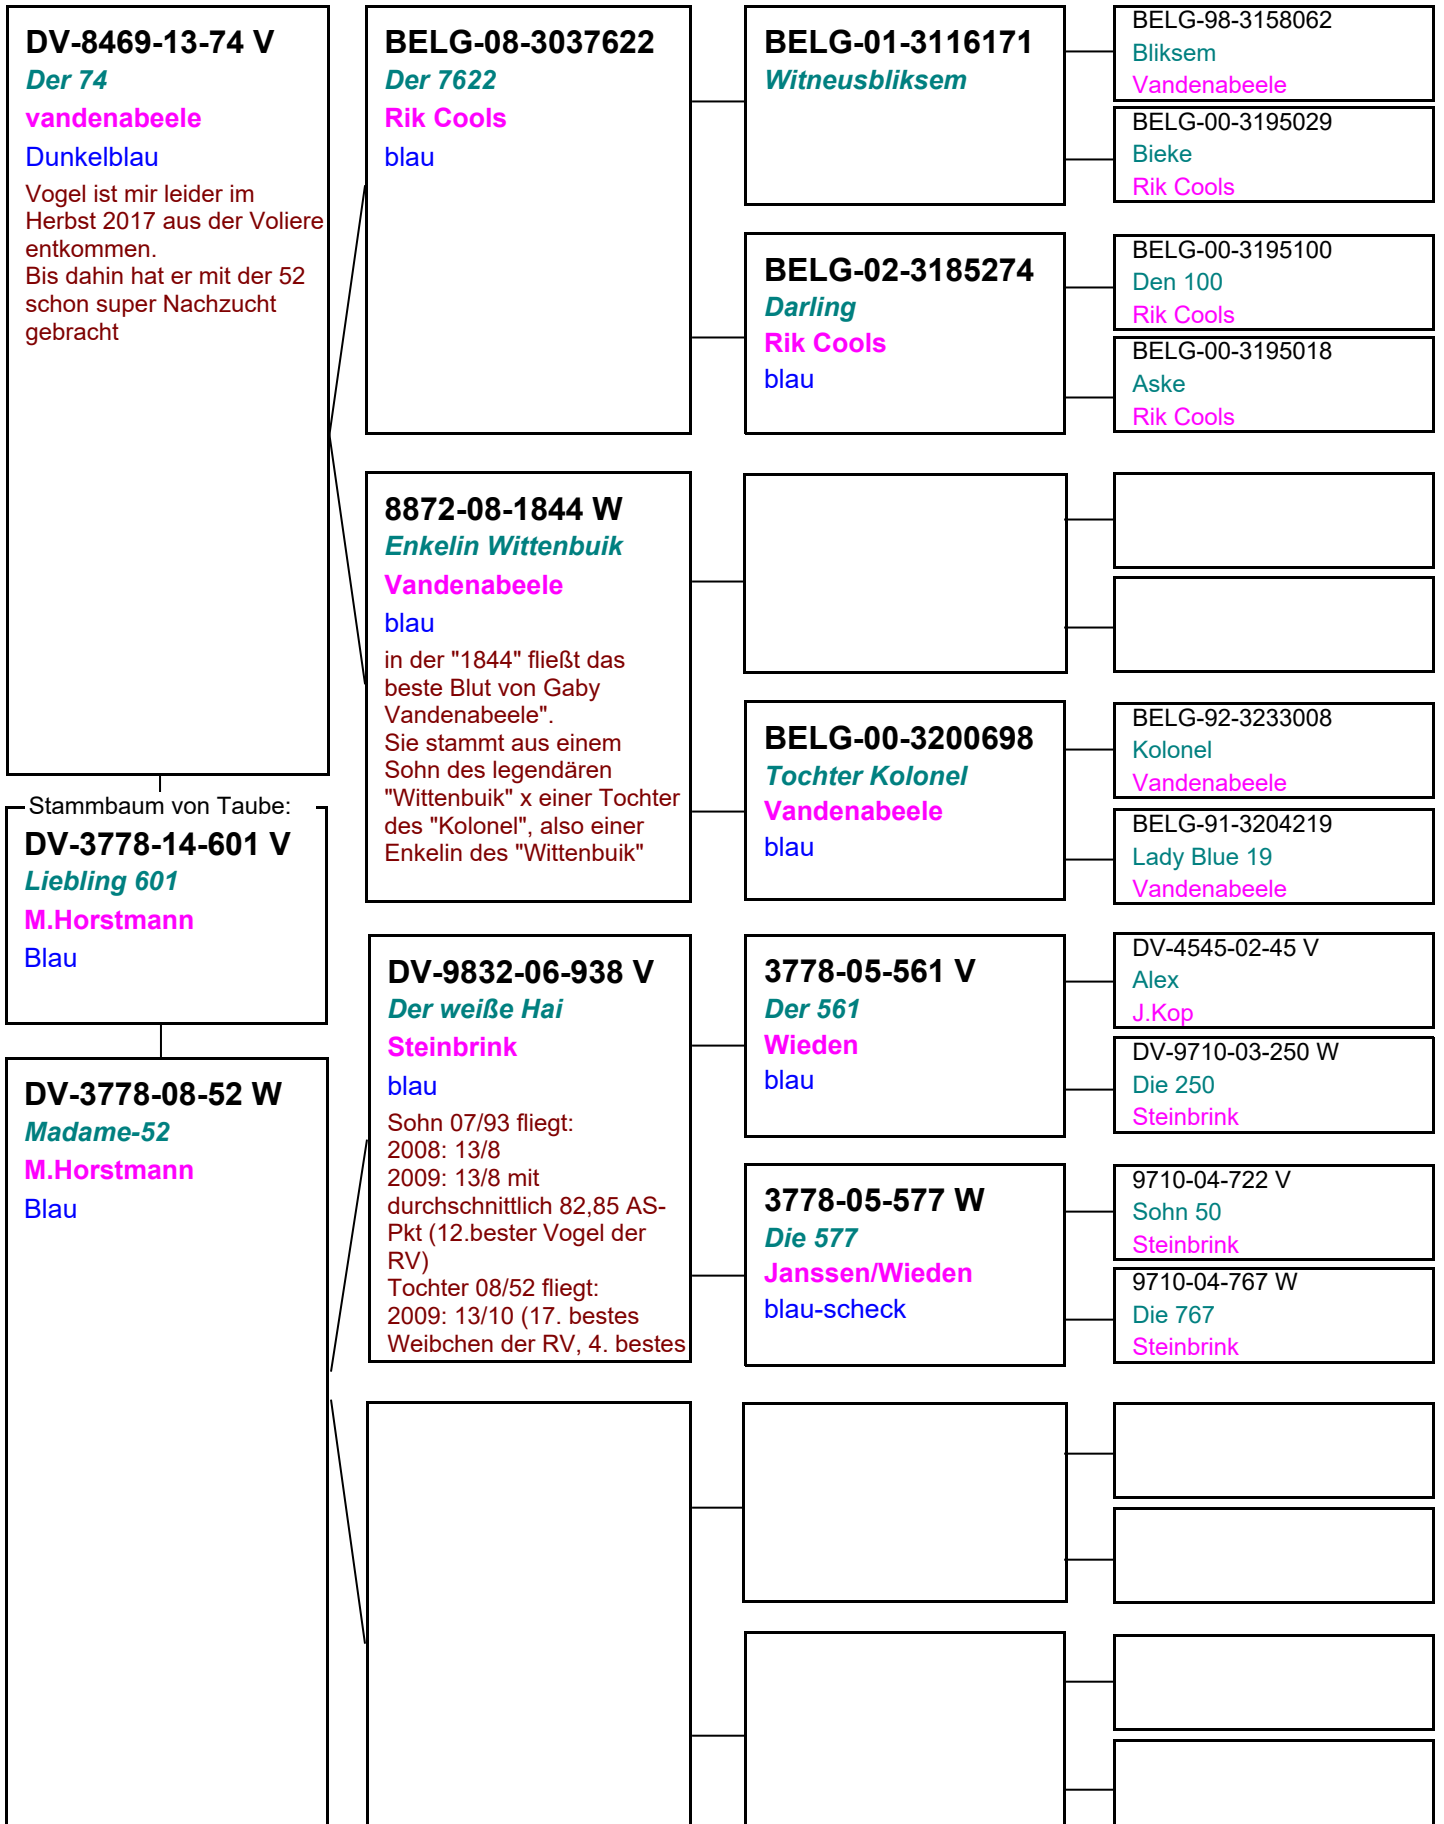 DV-8469-13-74 V
Der 74
vandenabeele
Dunkelblau
Vogel ist mir leider im
Herbst 2017 aus der Voliere
entkommen.
Bis dahin hat er mit der 52
schon super Nachzucht
gebracht
Stammbaum von Taube:
DV-3778-14-601 V
Liebling 601
M.Horstmann
Blau
DV-3778-08-52 W
Madame-52
M.Horstmann
Blau
BELG-08-3037622
Der 7622
Rik Cools
blau
8872-08-1844 W
Enkelin Wittenbuik
Vandenabeele
blau
in der "1844" fließt das
beste Blut von Gaby
Vandenabeele".
Sie stammt aus einem
Sohn des legendären
"Wittenbuik" x einer Tochter
des "Kolonel", also einer
Enkelin des "Wittenbuik"
DV-9832-06-938 V
Der weiße Hai
Steinbrink
blau
Sohn 07/93 fliegt:
2008: 13/8
2009: 13/8 mit
durchschnittlich 82,85 AS-
Pkt (12.bester Vogel der
RV)
Tochter 08/52 fliegt:
2009: 13/10 (17. bestes
Weibchen der RV, 4. bestes
BELG-01-3116171
Witneusbliksem
BELG-02-3185274
Darling
Rik Cools
blau
BELG-00-3200698
Tochter Kolonel
Vandenabeele
blau
3778-05-561 V
Der 561
Wieden
blau
3778-05-577 W
Die 577
Janssen/Wieden
blau-scheck
BELG-98-3158062
Bliksem
Vandenabeele
BELG-00-3195029
Bieke
Rik Cools
BELG-00-3195100
Den 100
Rik Cools
BELG-00-3195018
Aske
Rik Cools
BELG-92-3233008
Kolonel
Vandenabeele
BELG-91-3204219
Lady Blue 19
Vandenabeele
DV-4545-02-45 V
Alex
J.Kop
DV-9710-03-250 W
Die 250
Steinbrink
9710-04-722 V
Sohn 50
Steinbrink
9710-04-767 W
Die 767
Steinbrink